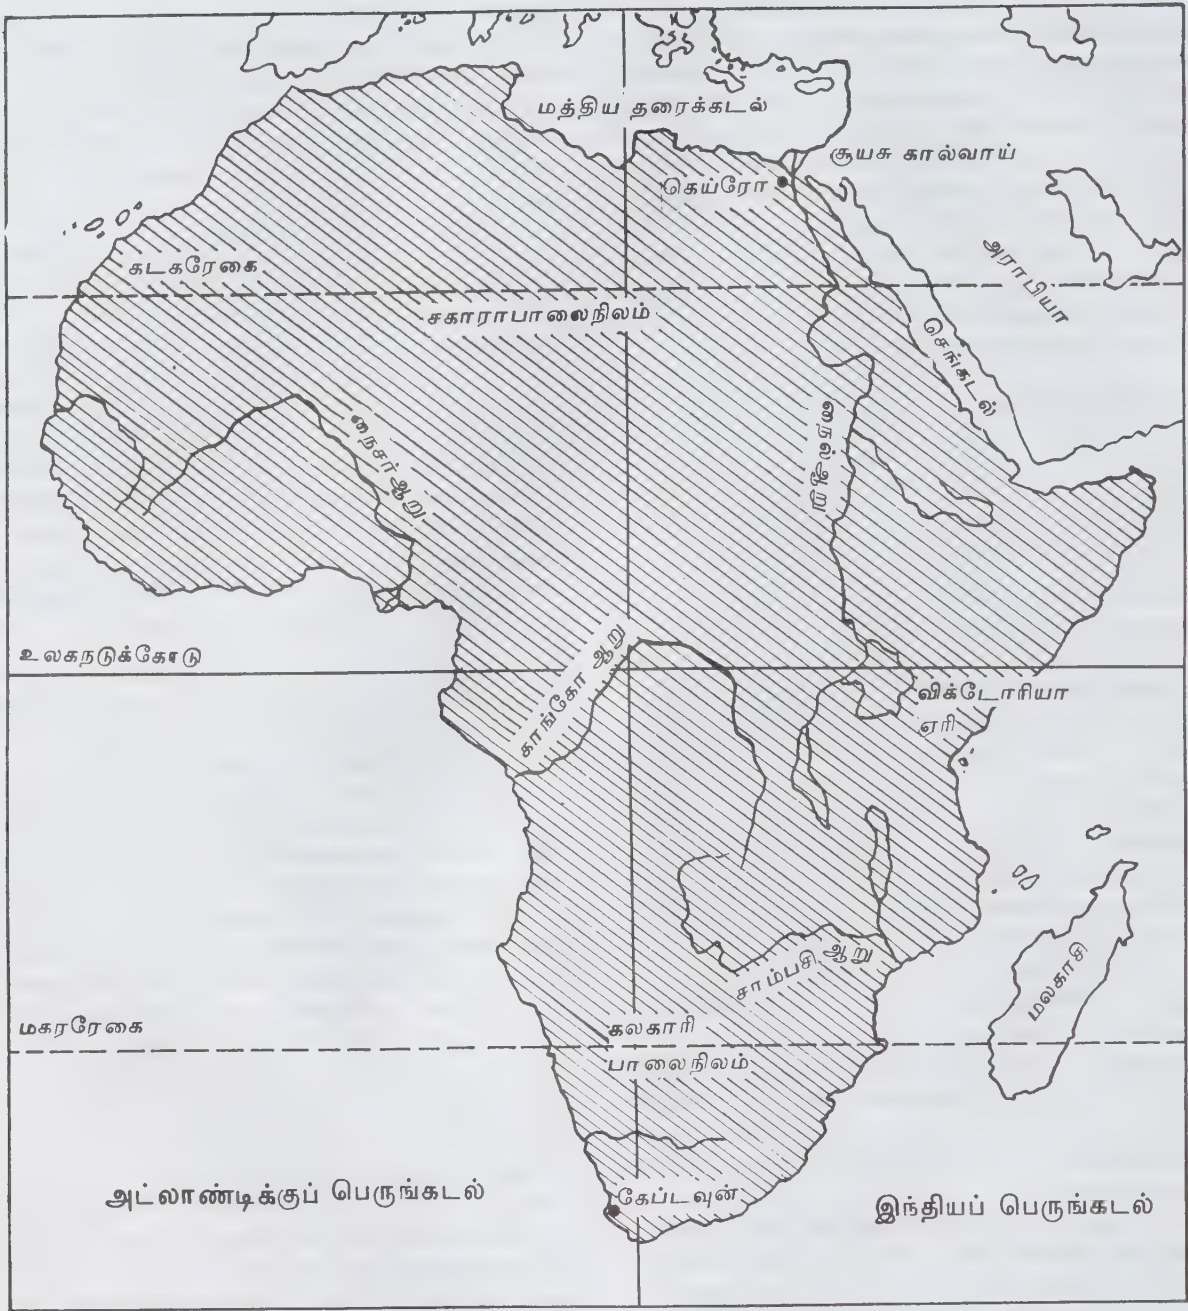 மத்திய தரைக்கடல்
சூயசு கால்வாய்
கெய்ரோ
அராபியா
கடகரேகை
சகாராபாலைநிலம்
செங்கடல்
நைசர் ஆறு
உலகநடுக்கோடு
காங்கோ ஆறு
விக்டோரியா
ஏரி
சாம்பசி ஆறு
மலகாசி
மகரரேகை
கலகாரி
பாலைநிலம்
அட்லாண்டிக்குப் பெருங்கடல்
கேப்டவுன்
இந்தியப் பெருங்கடல்